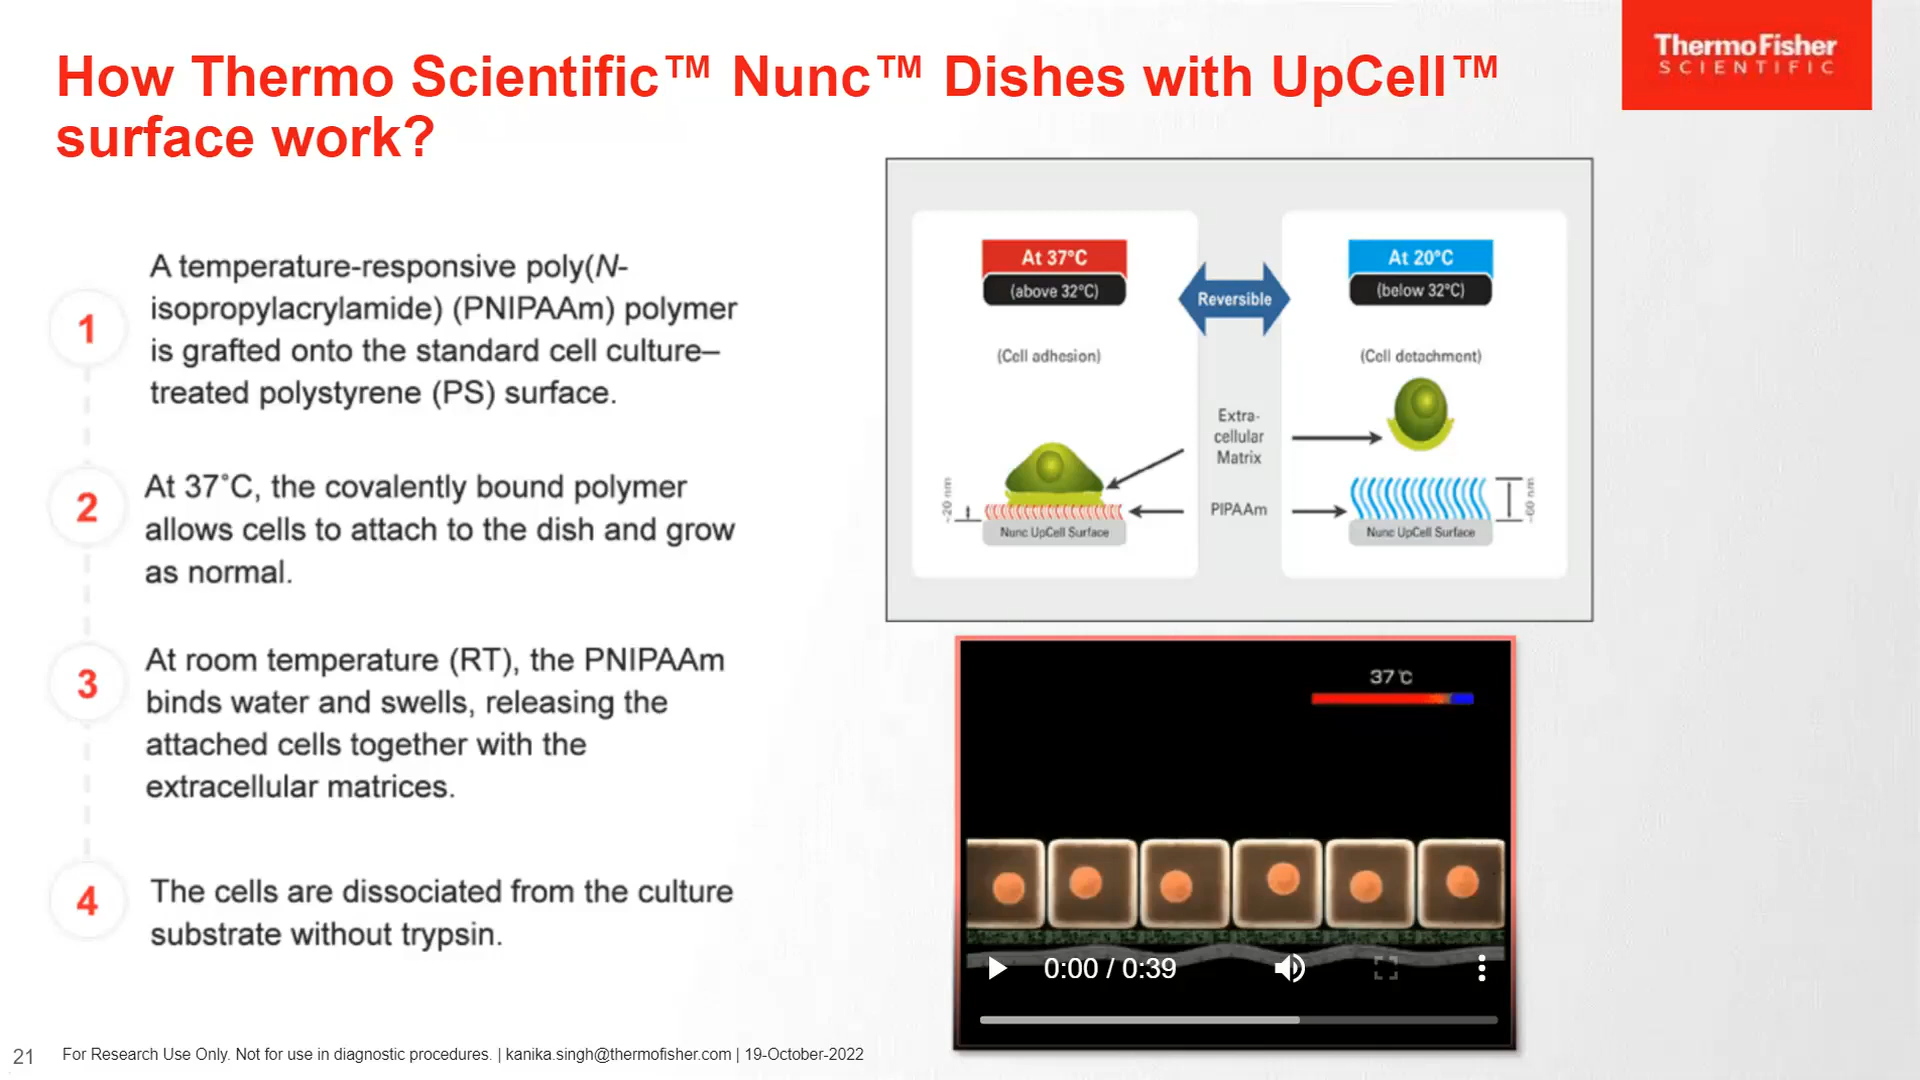 How Thermo Scientific™ Nunc™ Dishes with UpCell™
surface work?
ThermoFisher
SCIENTIFIC
1
A temperature-responsive poly(N-
isopropylacrylamide) (PNIPAAm) polymer
is grafted onto the standard cell culture–
treated polystyrene (PS) surface.
2
At 37˚C, the covalently bound polymer
allows cells to attach to the dish and grow
as normal.
3
At room temperature (RT), the PNIPAAm
binds water and swells, releasing the
attached cells together with the
extracellular matrices.
4
The cells are dissociated from the culture
substrate without trypsin.
At 37°C
(above 32°C)
(Cell adhesion)
~20 nm
Nunc UpCell Surface
Reversible
Extra-
cellular
Matrix
PIPAAm
At 20°C
(below 32°C)
(Cell detachment)
~60 nm
Nunc UpCell Surface
37℃
0:00 / 0:39
21
For Research Use Only. Not for use in diagnostic procedures. | kanika.singh@thermofisher.com | 19-October-2022